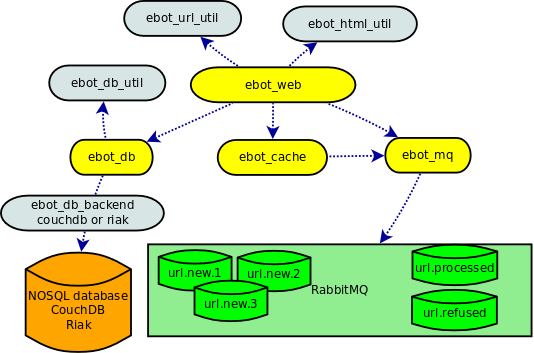 ebot_url_util
ebot_html_util
ebot_db_util
ebot_web
ebot_db
ebot_cache
ebot_mq
ebot_db_backend
couchdb or riak
NOSQL database
CouchDB
Riak
url.new.1
url.new.2
url.new.3
RabbitMQ
url.processed
url.refused